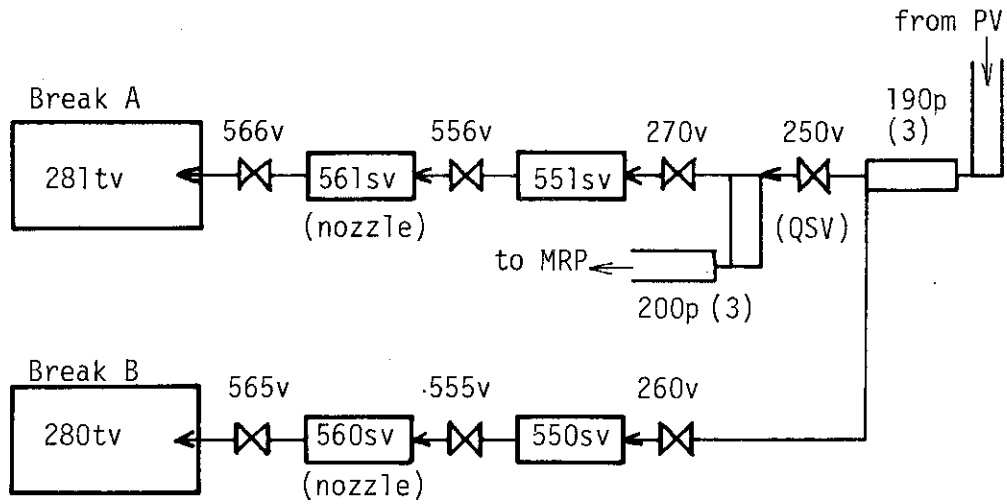 from PV
Break A
566v
556v
270v
250v
190p
(3)
281tv
561sv
551sv
(nozzle)
(QSV)
to MRP
200p (3)
Break B
565v
555v
260v
280tv
560sv
550sv
(nozzle)